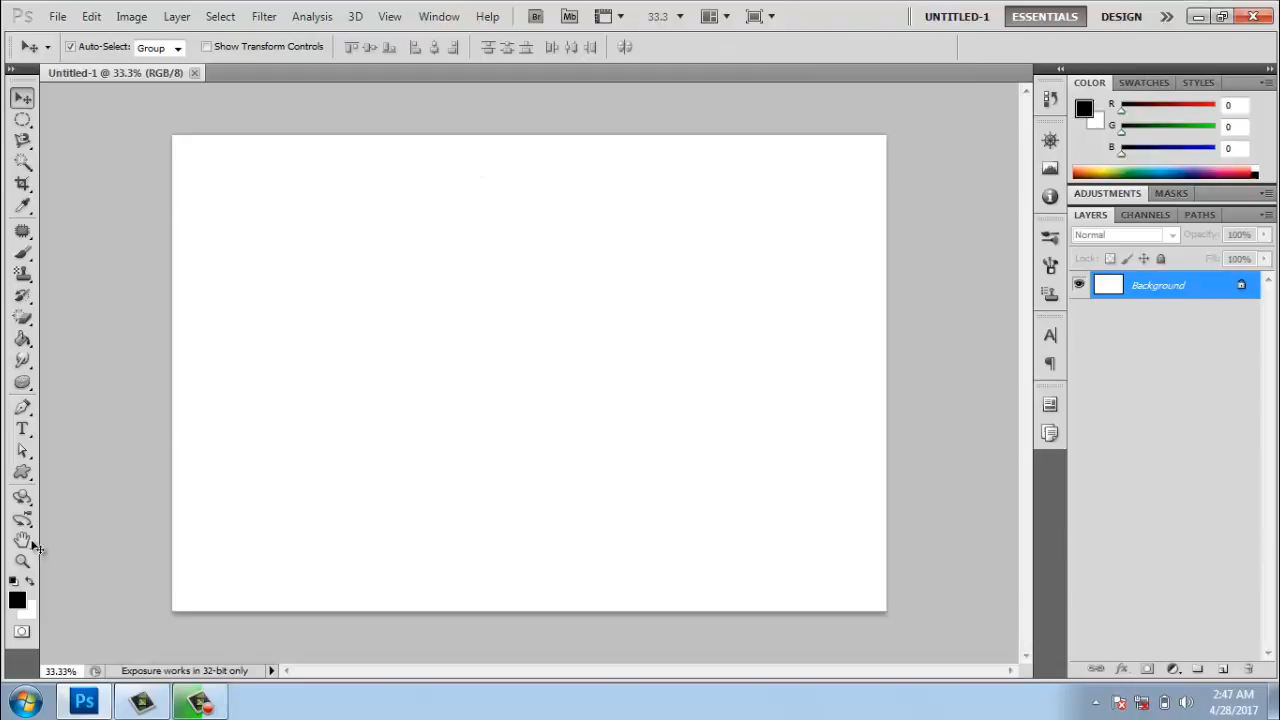 Ps File Edit Image Layer Select Filter Analysis 3D View Window Help Br Mb 33.3 UNTITLED-1 ESSENTIALS DESIGN
Auto-Select: Group Show Transform Controls
Untitled-1 @ 33.3% (RGB/8)
COLOR SWATCHES STYLES
R 0
G 0
B 0
ADJUSTMENTS MASKS
LAYERS CHANNELS PATHS
Normal Opacity: 100%
Lock: Fill: 100%
Background
33.33% Exposure works in 32-bit only
Ps
2:47 AM
4/28/2017